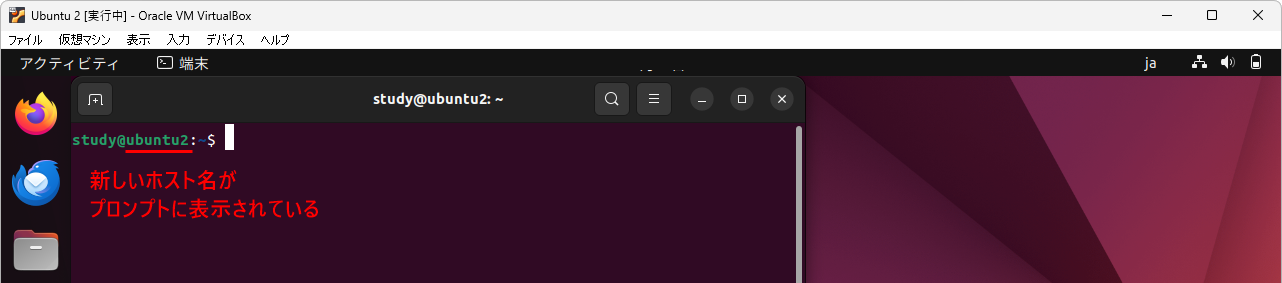 Ubuntu 2 [実行中] - Oracle VM VirtualBox
ファイル 仮想マシン 表示 入力 デバイス ヘルプ
アクティビティ 端末 ja
study@ubuntu2: ~
study@ubuntu2:~$
新しいホスト名が
プロンプトに表示されている